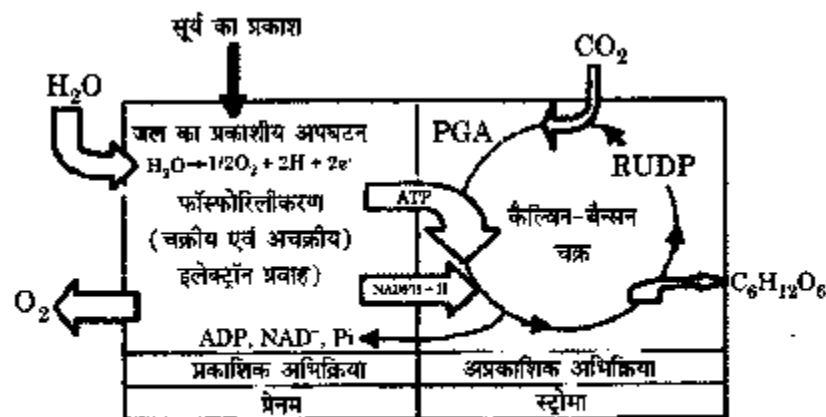 सूर्य का प्रकाश
CO₂
H₂O
जल का प्रकाशीय अपघटन
H₂O→1/2O₂ + 2H + 2e⁻
PGA
RUDP
ATP
फॉस्फोरिलीकरण
(चक्रीय एवं अचक्रीय)
इलेक्ट्रॉन प्रवाह)
कैल्विन-बैन्सन
चक्र
O₂
C₆H₁₂O₆
ADP, NAD⁻, Pi
प्रकाशिक अभिक्रिया
अप्रकाशिक अभिक्रिया
ग्रेनम
स्ट्रोमा